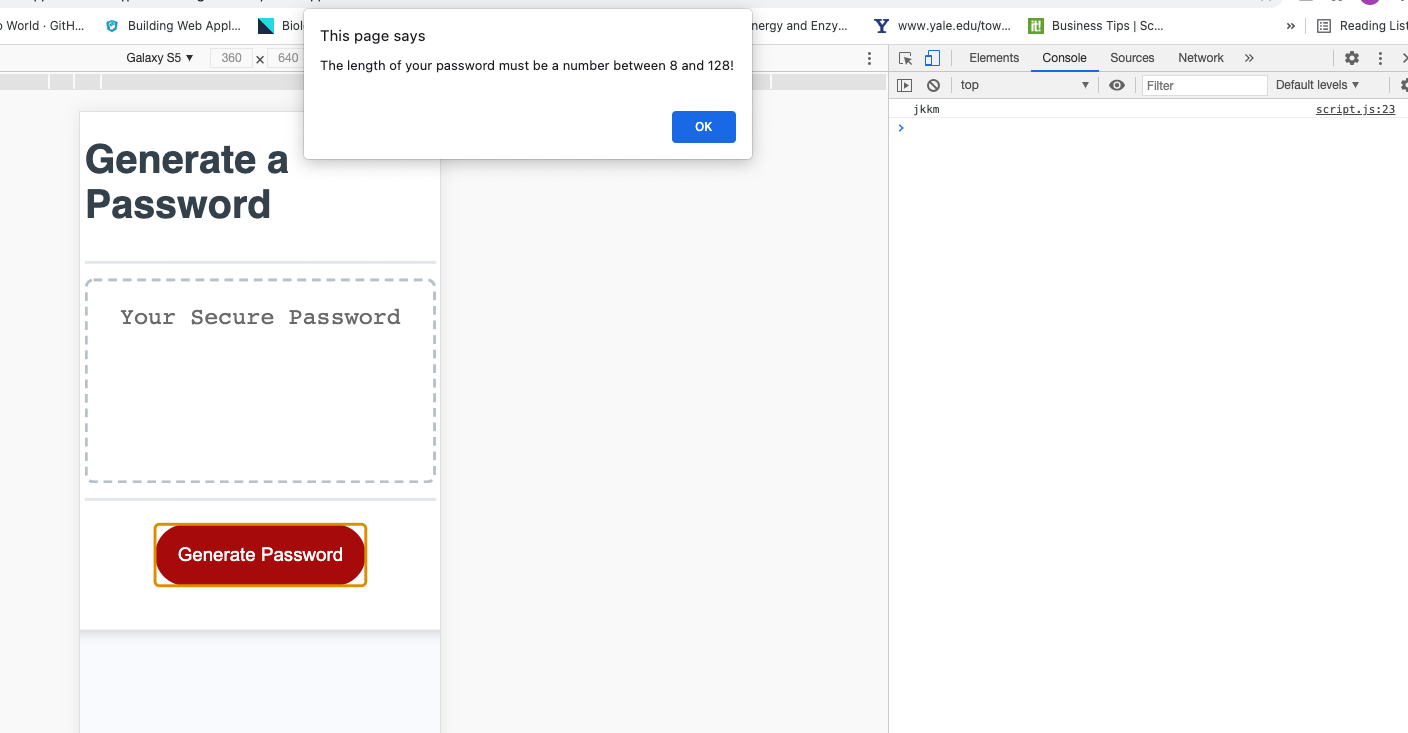 o World · GitH... Building Web Appl... nergy and Enzy... www.yale.edu/tow... Business Tips | Sc... » Reading List
This page says
The length of your password must be a number between 8 and 128!
OK
Galaxy S5 ▼ 360 × 640
Elements Console Sources Network »
top ▼ Filter Default levels ▼
jkkm script.js:23
>
Generate a
Password
Your Secure Password
Generate Password